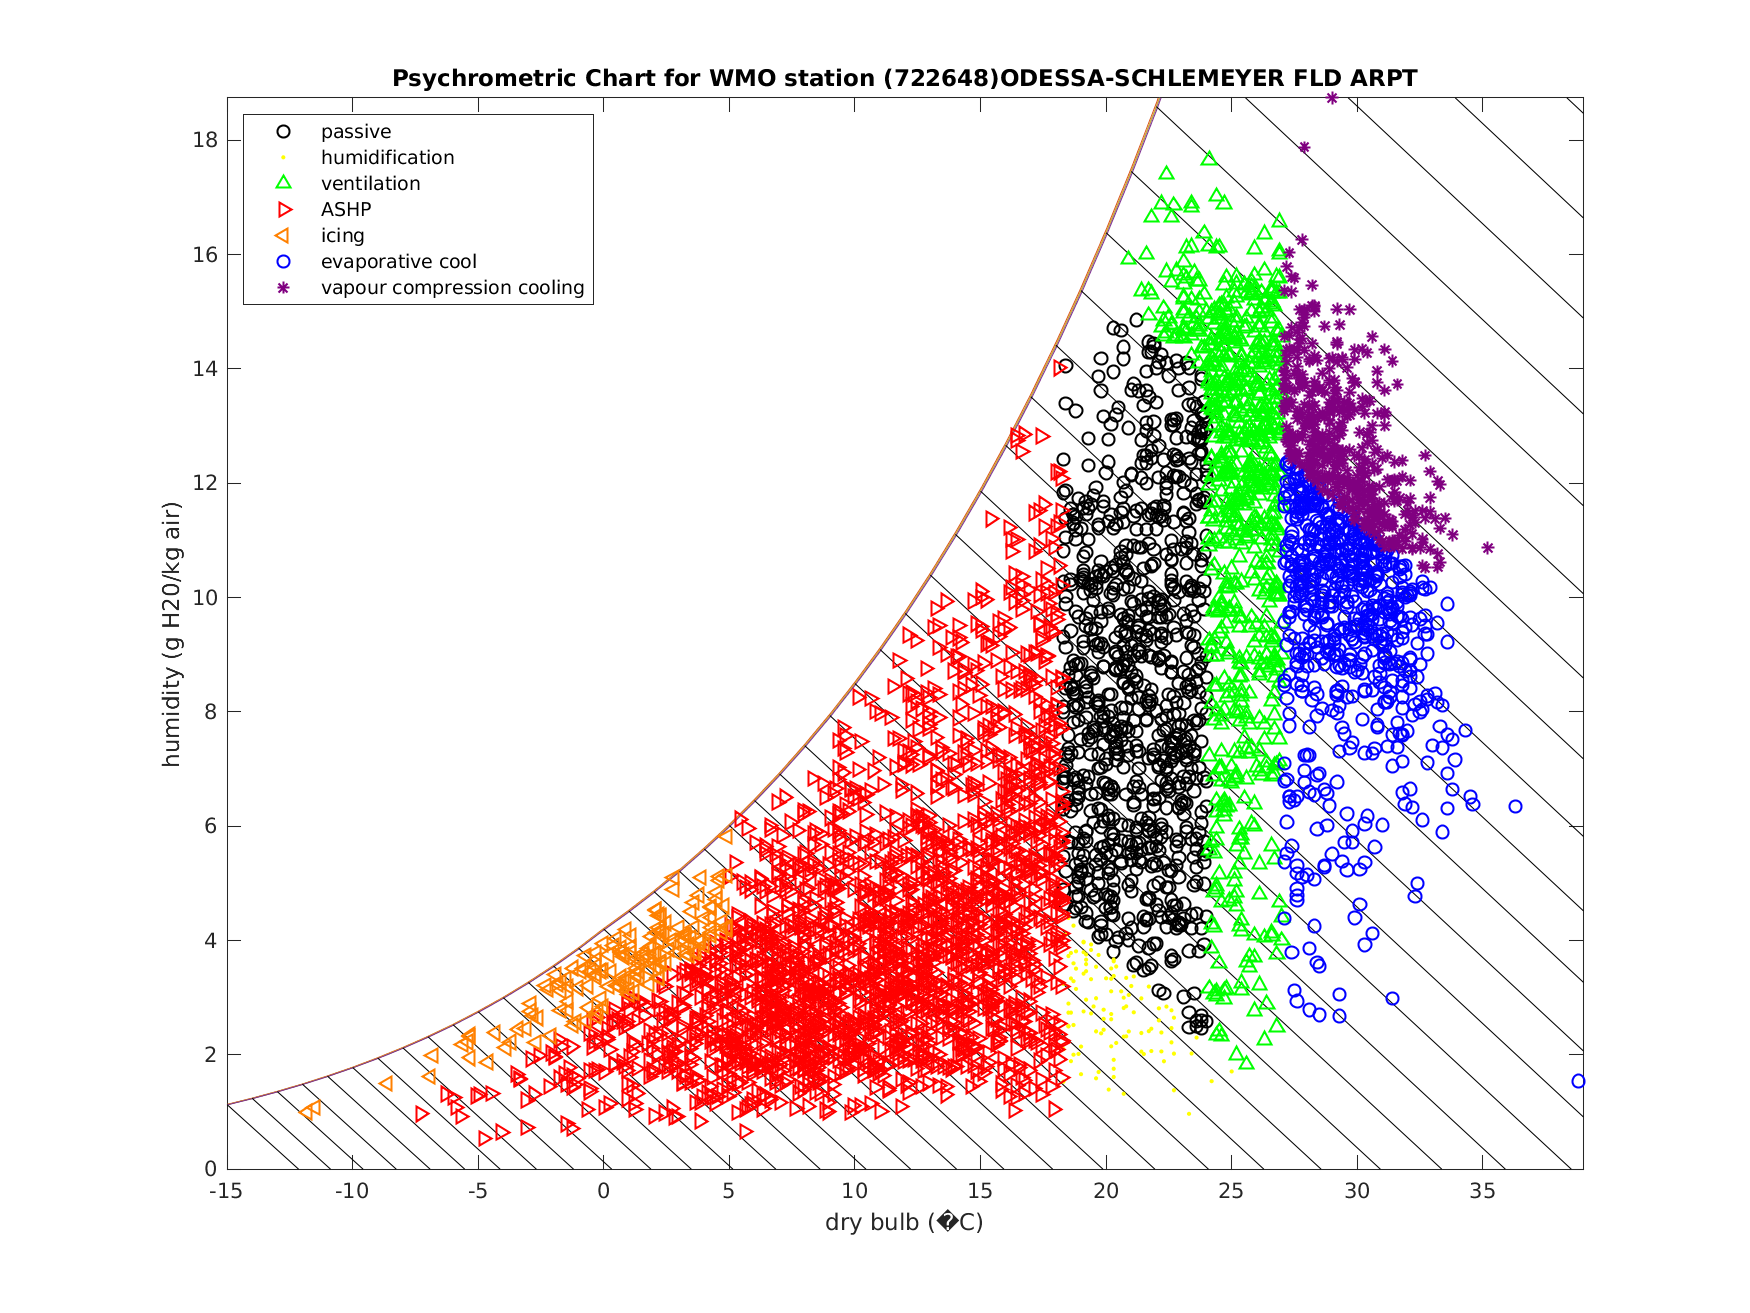 Psychrometric Chart for WMO station (722648)ODESSA-SCHLEMEYER FLD ARPT
passive
humidification
ventilation
ASHP
icing
evaporative cool
vapour compression cooling
humidity (g H20/kg air)
18
16
14
12
10
8
6
4
2
0
-15 -10 -5 0 5 10 15 20 25 30 35
dry bulb (�C)